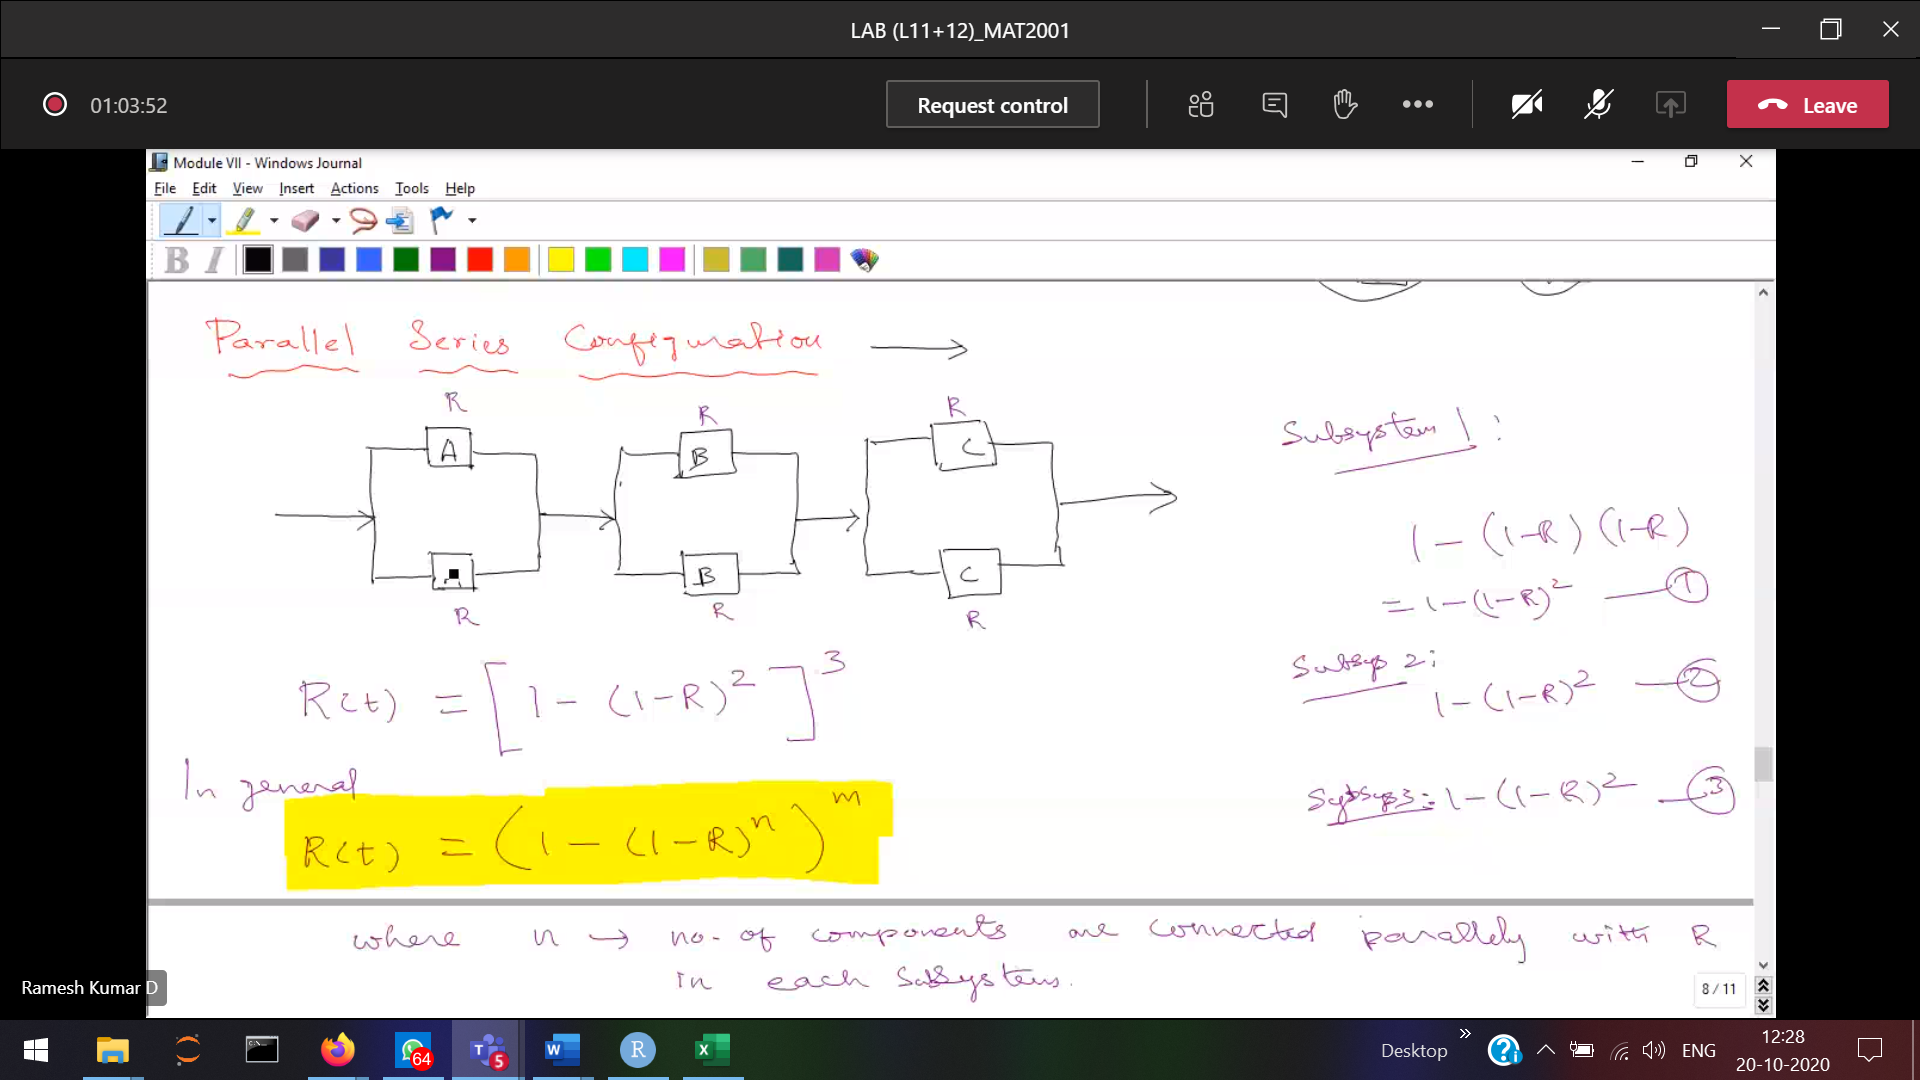 LAB (L11+12)_MAT2001
01:03:52
Request control
Leave
Module VII - Windows Journal
File Edit View Insert Actions Tools Help
B I
Parallel Series Configuration
R R R
A B C
B C
R R R
R(t) = [1 - (1-R)^2]^3
In general
R(t) = (1 - (1-R)^n)^m
Subsystem 1:
1 - (1-R) (1-R)
= 1 - (1-R)^2 — ①
Subsys 2:
1 - (1-R)^2 — ②
Sybsys3: 1 - (1-R)^2 — ③
where n → no. of components are connected parallely with R
in each subsystem.
Ramesh Kumar D
8 / 11
64
5
W
R
X
Desktop
ENG
12:28
20-10-2020